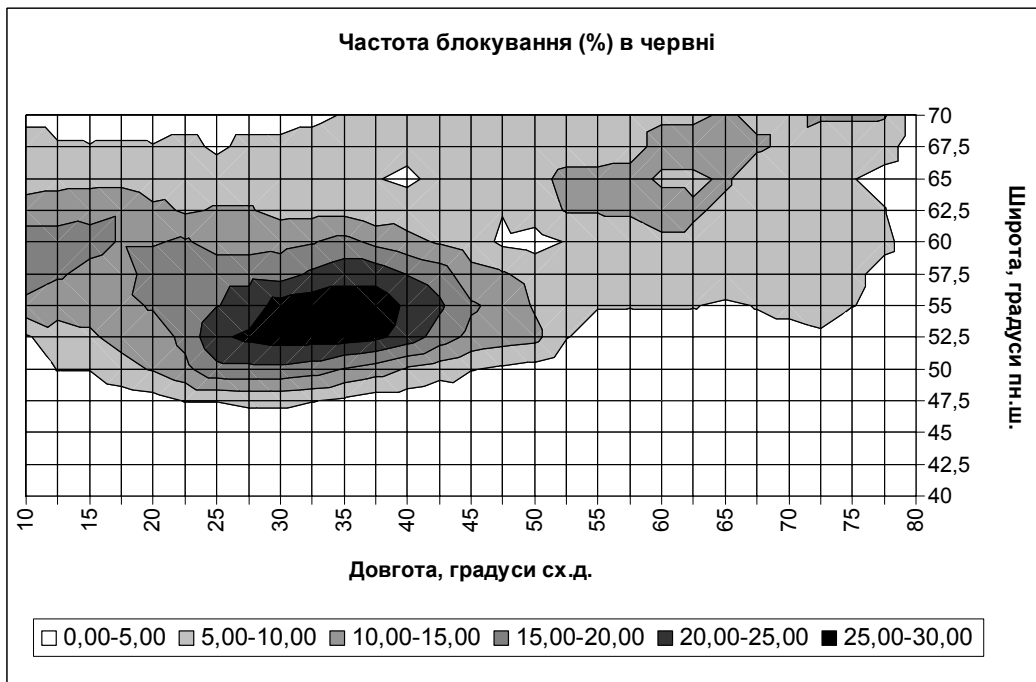 Частота блокування (%) в червні
70
67,5
65
62,5
60
57,5
55
52,5
50
47,5
45
42,5
40
Широта, градуси пн.ш.
10 15 20 25 30 35 40 45 50 55 60 65 70 75 80
Довгота, градуси сх.д.
0,00-5,00 5,00-10,00 10,00-15,00 15,00-20,00 20,00-25,00 25,00-30,00